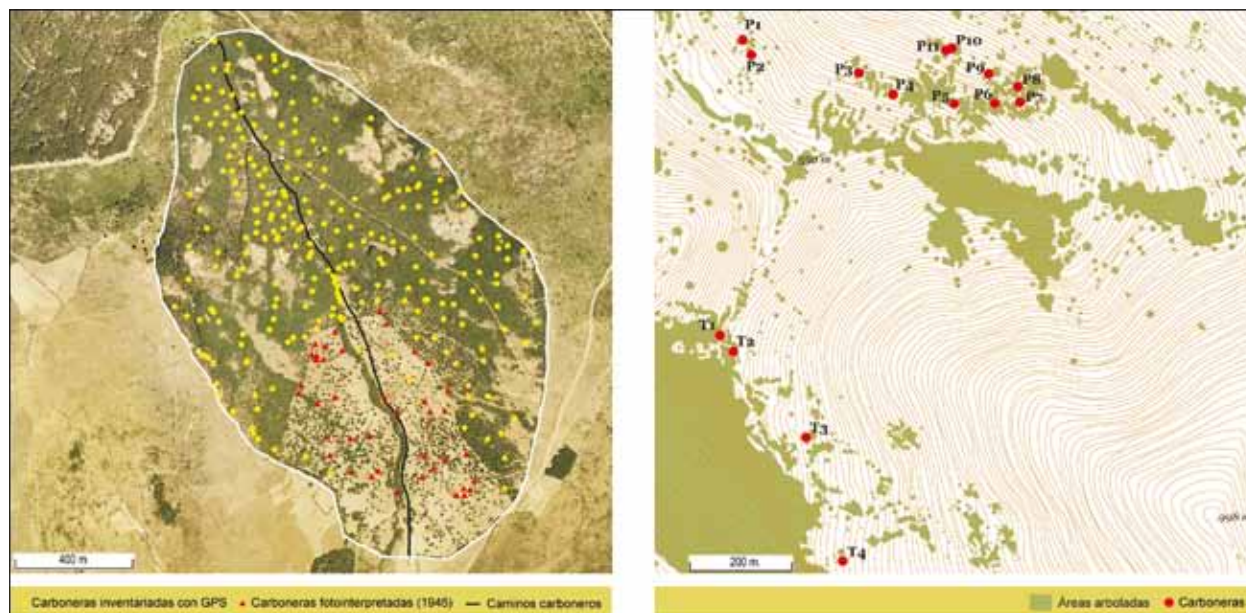 400 m.
Carboneras inventariadas con GPS
Carboneras fotointerpretadas (1945)
Caminos carboneros
P1
P2
P3
P4
P5
P6
P7
P8
P9
P10
P11
T1
T2
T3
T4
200 m.
Áreas arboladas
Carboneras